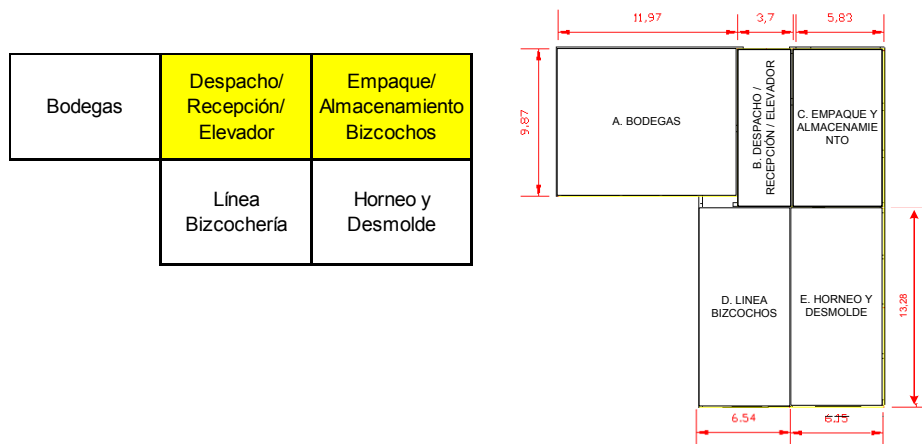 Bodegas
Despacho/
Recepción/
Elevador
Empaque/
Almacenamiento
Bizcochos
Línea
Bizcochería
Horneo y
Desmolde
11,97
3,7
5,83
9,87
A. BODEGAS
B. DESPACHO /
RECEPCIÓN / ELEVADOR
C. EMPAQUE Y
ALMACENAMIE
NTO
D. LINEA
BIZCOCHOS
E. HORNEO Y
DESMOLDE
13,28
6.54
6.15